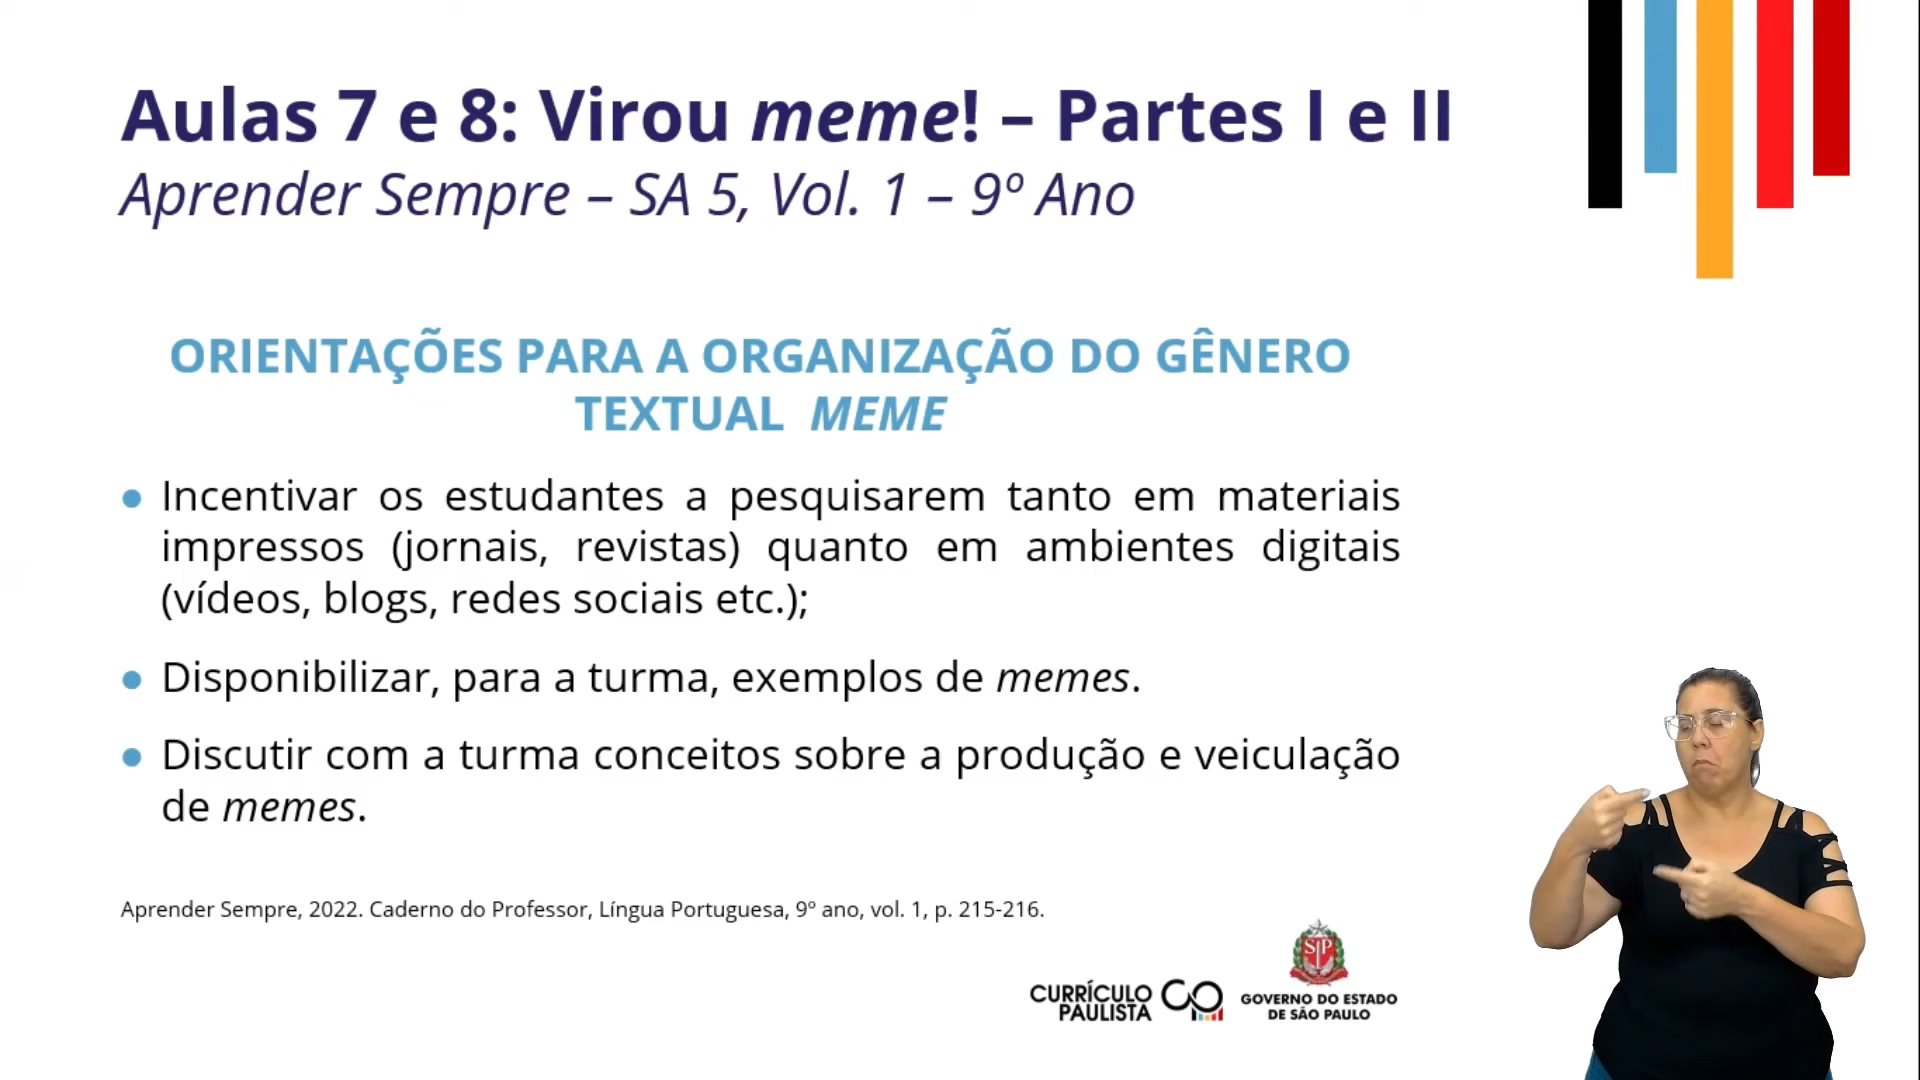 Aulas 7 e 8: Virou meme! – Partes I e II
Aprender Sempre – SA 5, Vol. 1 – 9º Ano
ORIENTAÇÕES PARA A ORGANIZAÇÃO DO GÊNERO
TEXTUAL MEME
• Incentivar os estudantes a pesquisarem tanto em materiais
impressos (jornais, revistas) quanto em ambientes digitais
(vídeos, blogs, redes sociais etc.);
• Disponibilizar, para a turma, exemplos de memes.
• Discutir com a turma conceitos sobre a produção e veiculação
de memes.
Aprender Sempre, 2022. Caderno do Professor, Língua Portuguesa, 9º ano, vol. 1, p. 215-216.
CURRÍCULO
PAULISTA
SP
GOVERNO DO ESTADO
DE SÃO PAULO